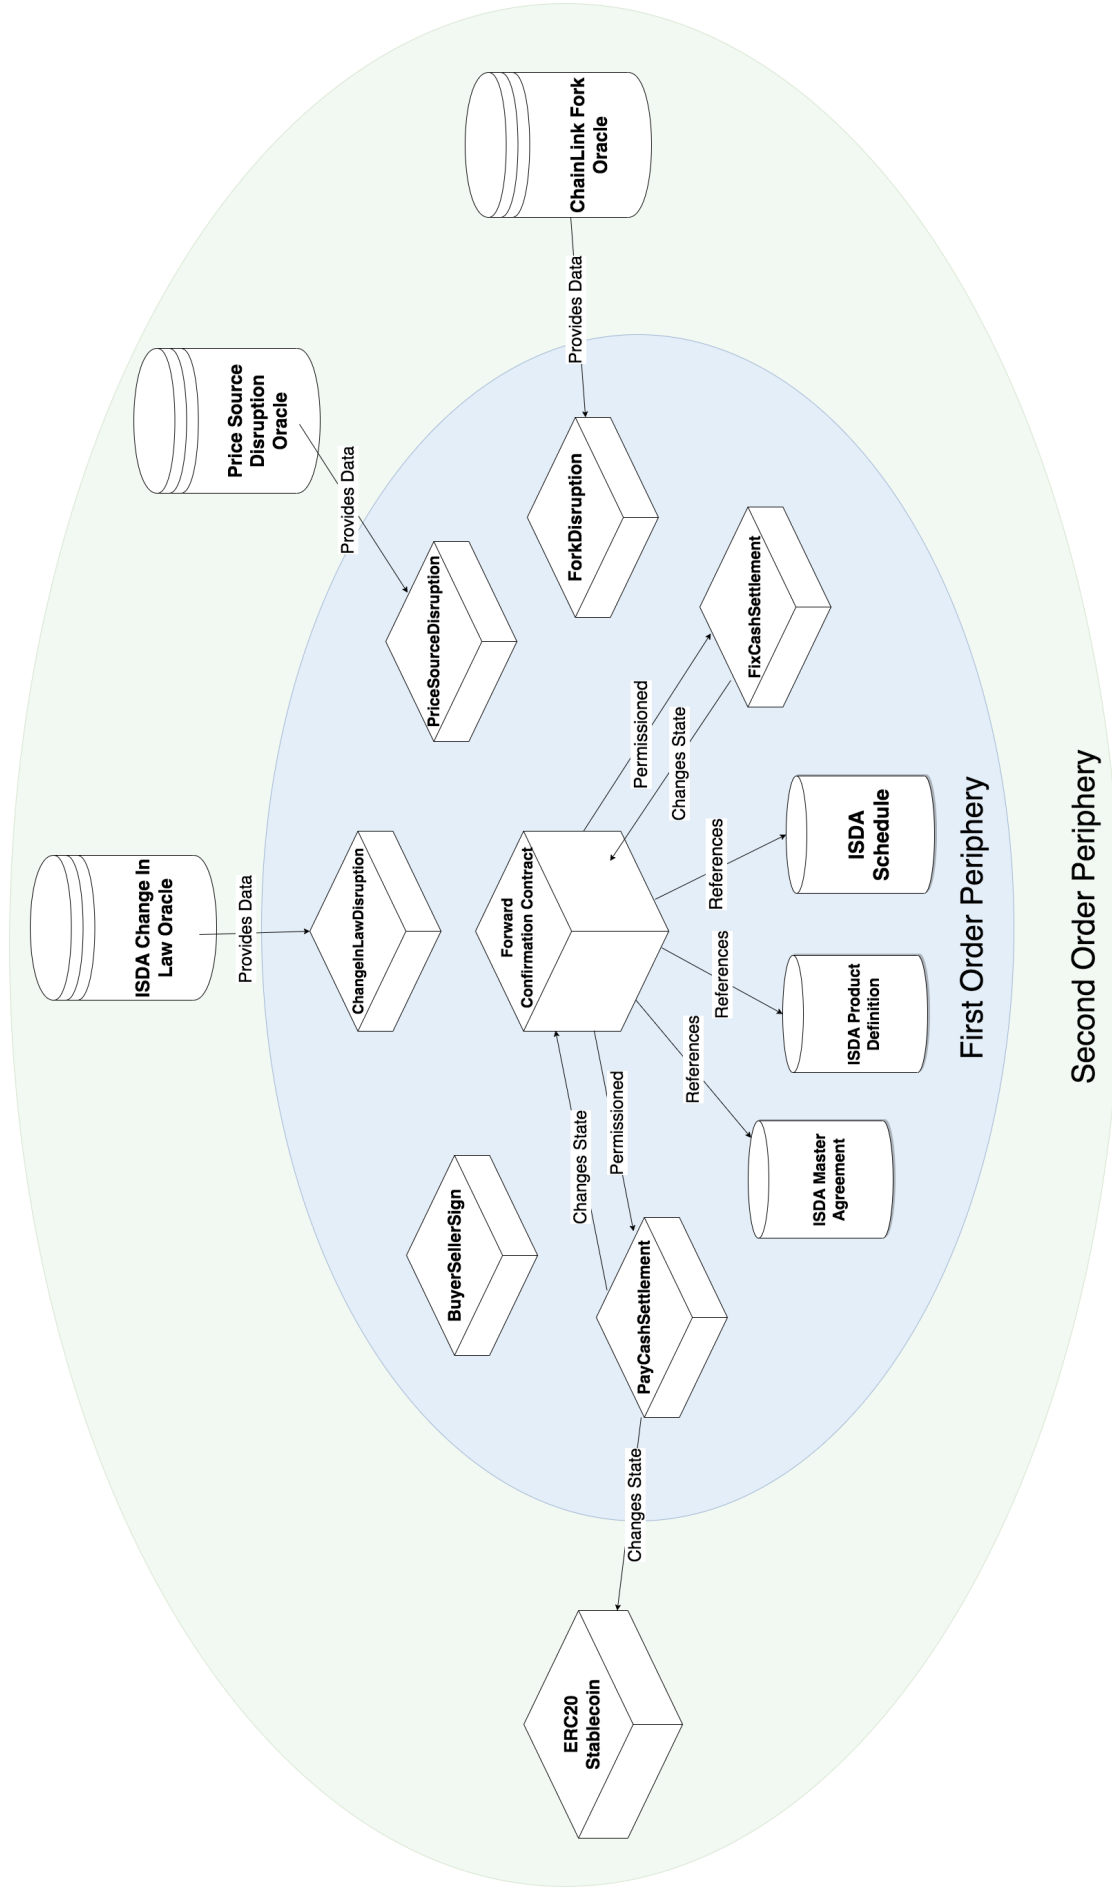 ISDA Change In
Law Oracle
Provides Data
Price Source
Disruption
Oracle
Provides Data
ChainLink Fork
Oracle
Provides Data
ChangeInLawDisruption
PriceSourceDisruption
ForkDisruption
BuyerSellerSign
Forward
Confirmation Contract
Permissioned
Changes State
FixCashSettlement
Changes State
Permissioned
PayCashSettlement
Changes State
ERC20
Stablecoin
References
References
References
ISDA Master
Agreement
ISDA Product
Definition
ISDA
Schedule
First Order Periphery
Second Order Periphery